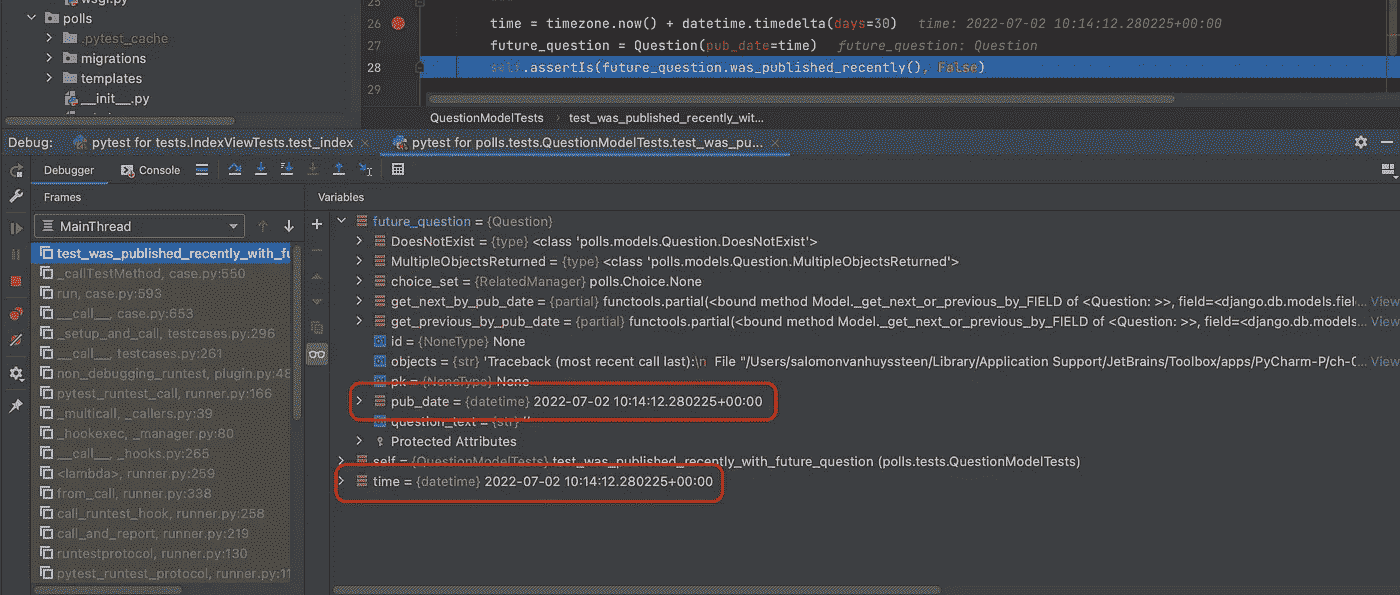 wsgi.py
polls
.pytest_cache
migrations
templates
__init__.py
25
26 time = timezone.now() + datetime.timedelta(days=30) time: 2022-07-02 10:14:12.280225+00:00
27 future_question = Question(pub_date=time) future_question: Question
28 self.assertIs(future_question.was_published_recently(), False)
29
QuestionModelTests > test_was_published_recently_wit...
Debug: pytest for tests.IndexViewTests.test_index × pytest for polls.tests.QuestionModelTests.test_was_pu... ×
Debugger Console
Frames
Variables
MainThread
test_was_published_recently_with_fu
_callTestMethod, case.py:550
run, case.py:593
__call__, case.py:653
_setup_and_call, testcases.py:296
__call__, testcases.py:261
non_debugging_runtest, plugin.py:48
pytest_runtest_call, runner.py:166
_multicall, _callers.py:39
_hookexec, _manager.py:80
__call__, _hooks.py:265
<lambda>, runner.py:259
from_call, runner.py:338
call_runtest_hook, runner.py:258
call_and_report, runner.py:219
runtestprotocol, runner.py:130
pytest_runtest_protocol, runner.py:11
future_question = {Question}
DoesNotExist = {type} <class 'polls.models.Question.DoesNotExist'>
MultipleObjectsReturned = {type} <class 'polls.models.Question.MultipleObjectsReturned'>
choice_set = {RelatedManager} polls.Choice.None
get_next_by_pub_date = {partial} functools.partial(<bound method Model._get_next_or_previous_by_FIELD of <Question: >>, field=<django.db.models.fiel... View
get_previous_by_pub_date = {partial} functools.partial(<bound method Model._get_next_or_previous_by_FIELD of <Question: >>, field=<django.db.models... View
id = {NoneType} None
objects = {str} 'Traceback (most recent call last):\n File "/Users/salomonvanhuyssteen/Library/Application Support/JetBrains/Toolbox/apps/PyCharm-P/ch-0... View
pk = {NoneType} None
pub_date = {datetime} 2022-07-02 10:14:12.280225+00:00
question_text = {str} ''
Protected Attributes
self = {QuestionModelTests} test_was_published_recently_with_future_question (polls.tests.QuestionModelTests)
time = {datetime} 2022-07-02 10:14:12.280225+00:00